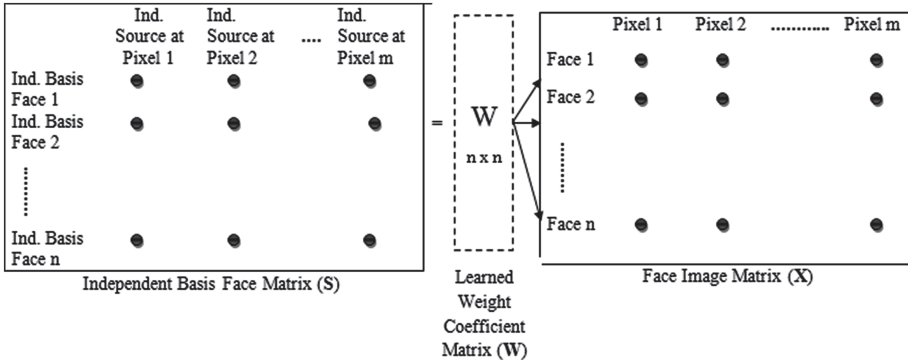 Ind. Source at Pixel 1
Ind. Source at Pixel 2
....
Ind. Source at Pixel m
Ind. Basis Face 1
Ind. Basis Face 2
Ind. Basis Face n
Independent Basis Face Matrix (S)
=
W
n x n
Learned
Weight
Coefficient
Matrix (W)
Pixel 1 Pixel 2 ............ Pixel m
Face 1
Face 2
Face n
Face Image Matrix (X)